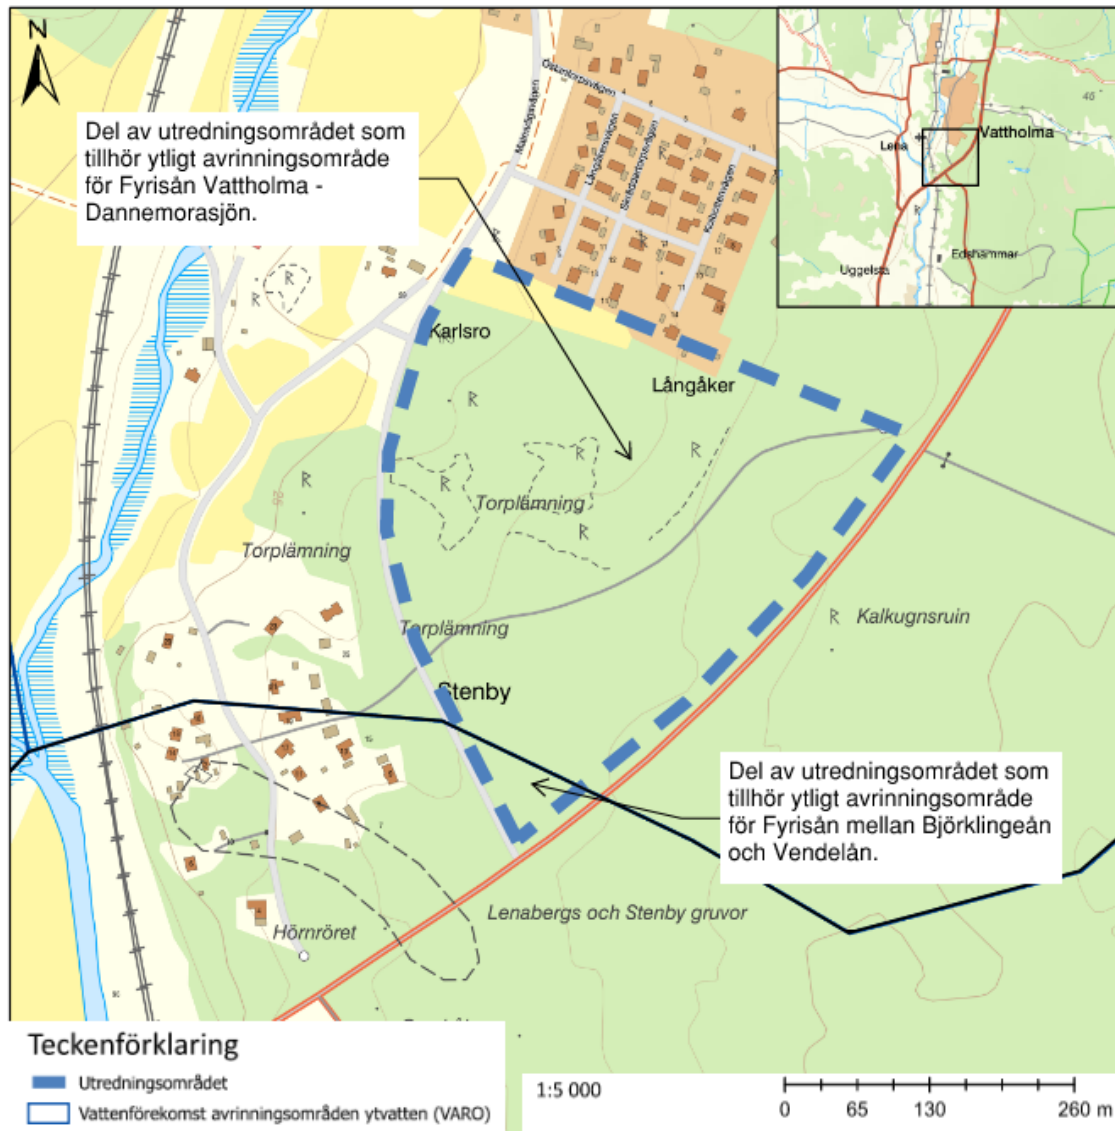 N
Del av utredningsområdet som
tillhör ytligt avrinningsområde
för Fyrisån Vattholma -
Dannemorasjön.
Östantorpsvägen
Långåkersvägen
Vattholma
Lena
Uggelsta
Edshammar
Karlsro
Långåker
Torplämning
Torplämning
Torplämning
Kalkugnsruin
Stenby
Del av utredningsområdet som
tillhör ytligt avrinningsområde
för Fyrisån mellan Björklingeån
och Vendelån.
Lenabergs och Stenby gruvor
Hörnröret
Teckenförklaring
Utredningsområdet
Vattenförekomst avrinningsområden ytvatten (VARO)
1:5 000
0 65 130 260 m